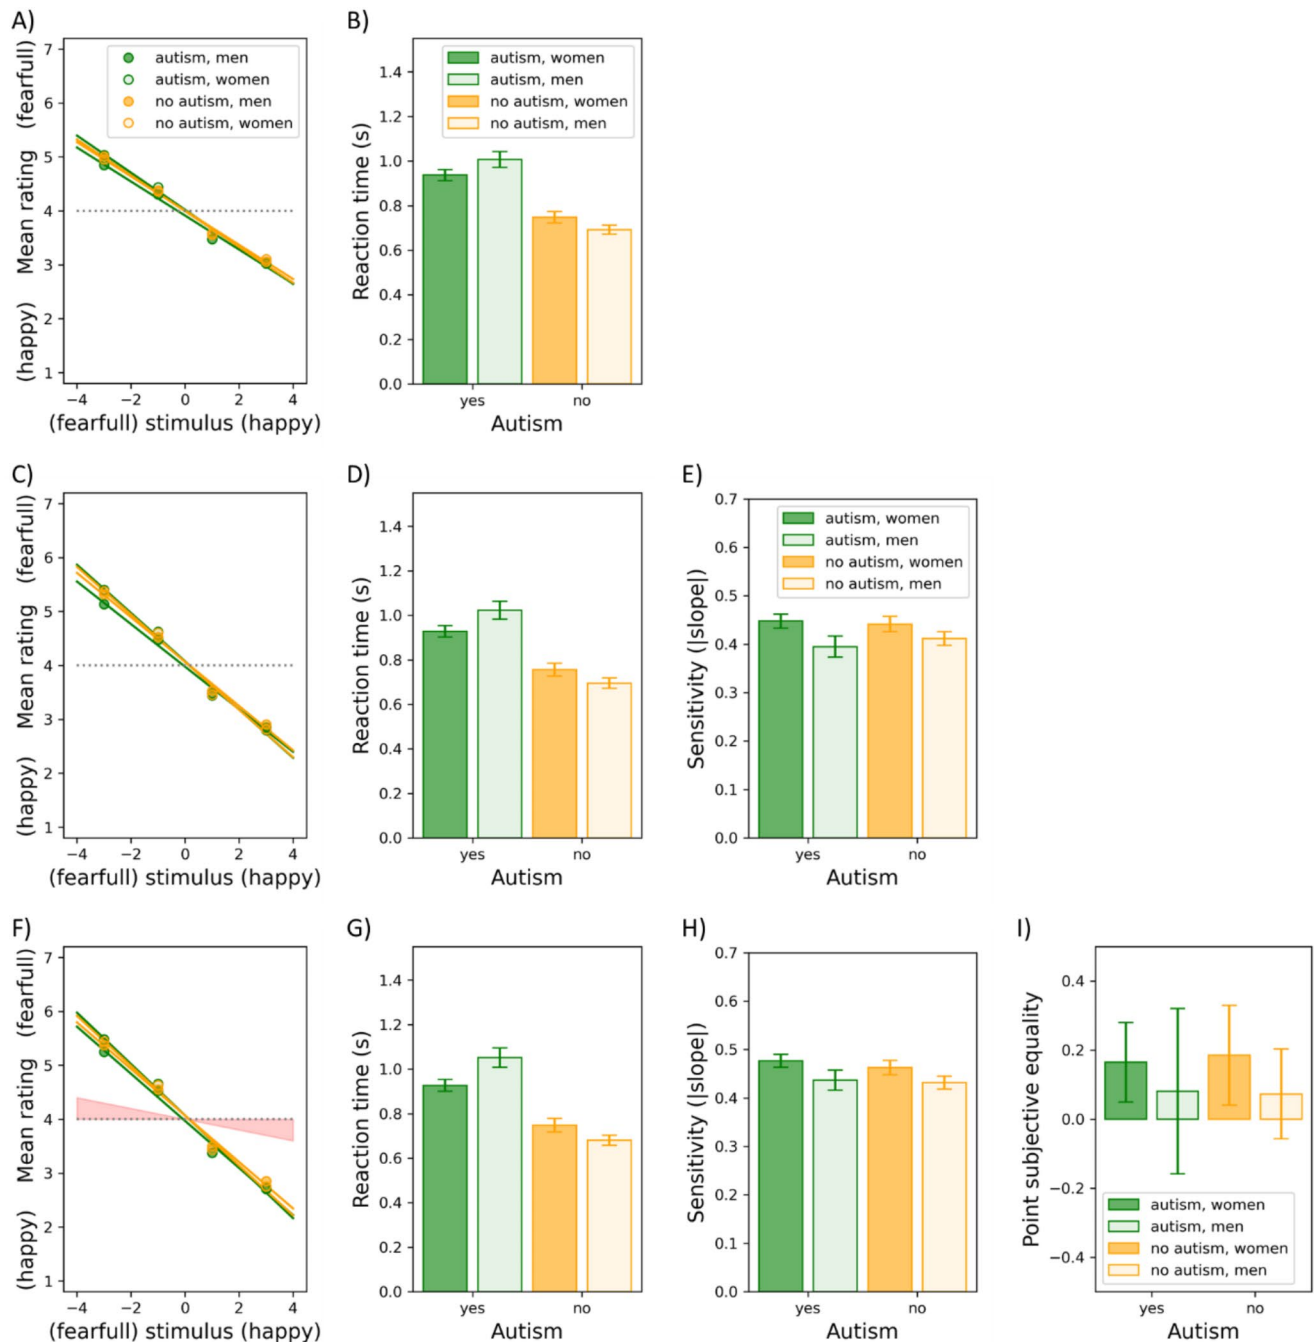 A)
(fearfull)
Mean rating
(happy)
7
6
5
4
3
2
1
autism, men
autism, women
no autism, men
no autism, women
−4 −2 0 2 4
(fearfull) stimulus (happy)
B)
Reaction time (s)
1.4
1.2
1.0
0.8
0.6
0.4
0.2
0.0
autism, women
autism, men
no autism, women
no autism, men
yes no
Autism
C)
(fearfull)
Mean rating
(happy)
7
6
5
4
3
2
1
−4 −2 0 2 4
(fearfull) stimulus (happy)
D)
Reaction time (s)
1.4
1.2
1.0
0.8
0.6
0.4
0.2
0.0
yes no
Autism
E)
Sensitivity (|slope|)
0.7
0.6
0.5
0.4
0.3
0.2
0.1
0.0
autism, women
autism, men
no autism, women
no autism, men
yes no
Autism
F)
(fearfull)
Mean rating
(happy)
7
6
5
4
3
2
1
−4 −2 0 2 4
(fearfull) stimulus (happy)
G)
Reaction time (s)
1.4
1.2
1.0
0.8
0.6
0.4
0.2
0.0
yes no
Autism
H)
Sensitivity (|slope|)
0.7
0.6
0.5
0.4
0.3
0.2
0.1
0.0
yes no
Autism
I)
Point subjective equality
0.4
0.2
0.0
−0.2
−0.4
autism, women
autism, men
no autism, women
no autism, men
yes no
Autism